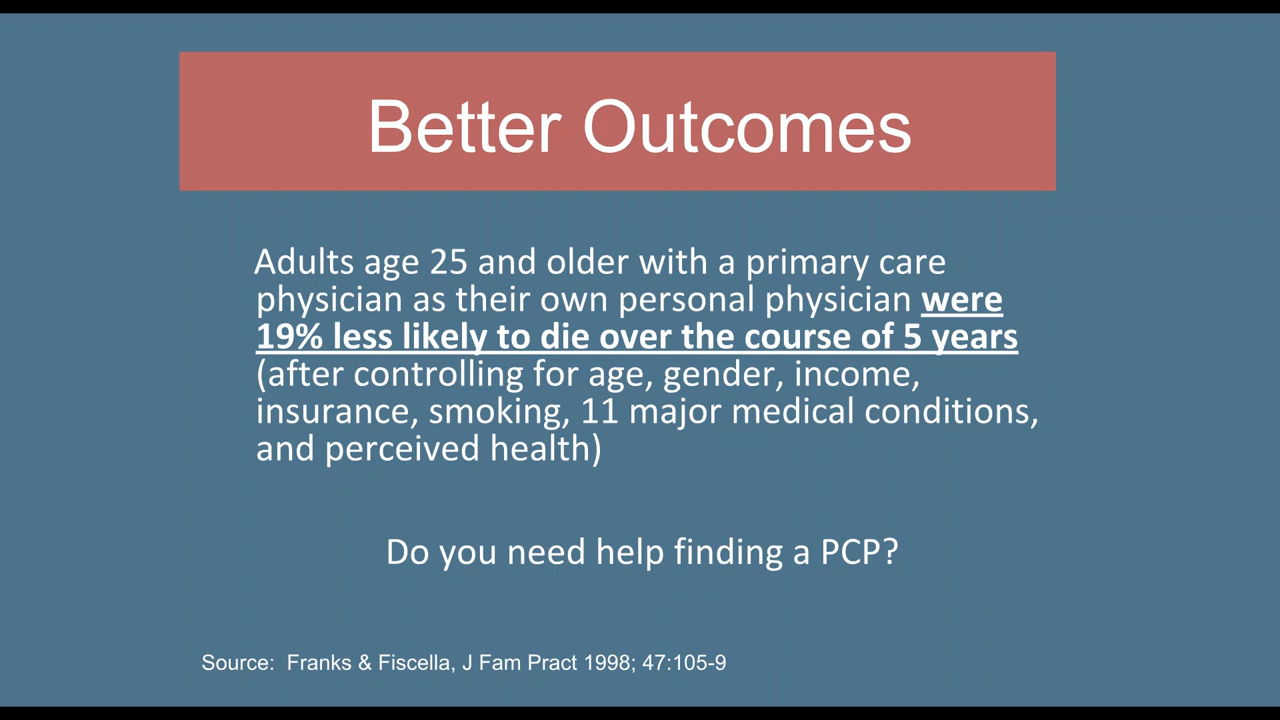 Better Outcomes
Adults age 25 and older with a primary care
physician as their own personal physician were
19% less likely to die over the course of 5 years
(after controlling for age, gender, income,
insurance, smoking, 11 major medical conditions,
and perceived health)
Do you need help finding a PCP?
Source:  Franks & Fiscella, J Fam Pract 1998; 47:105-9